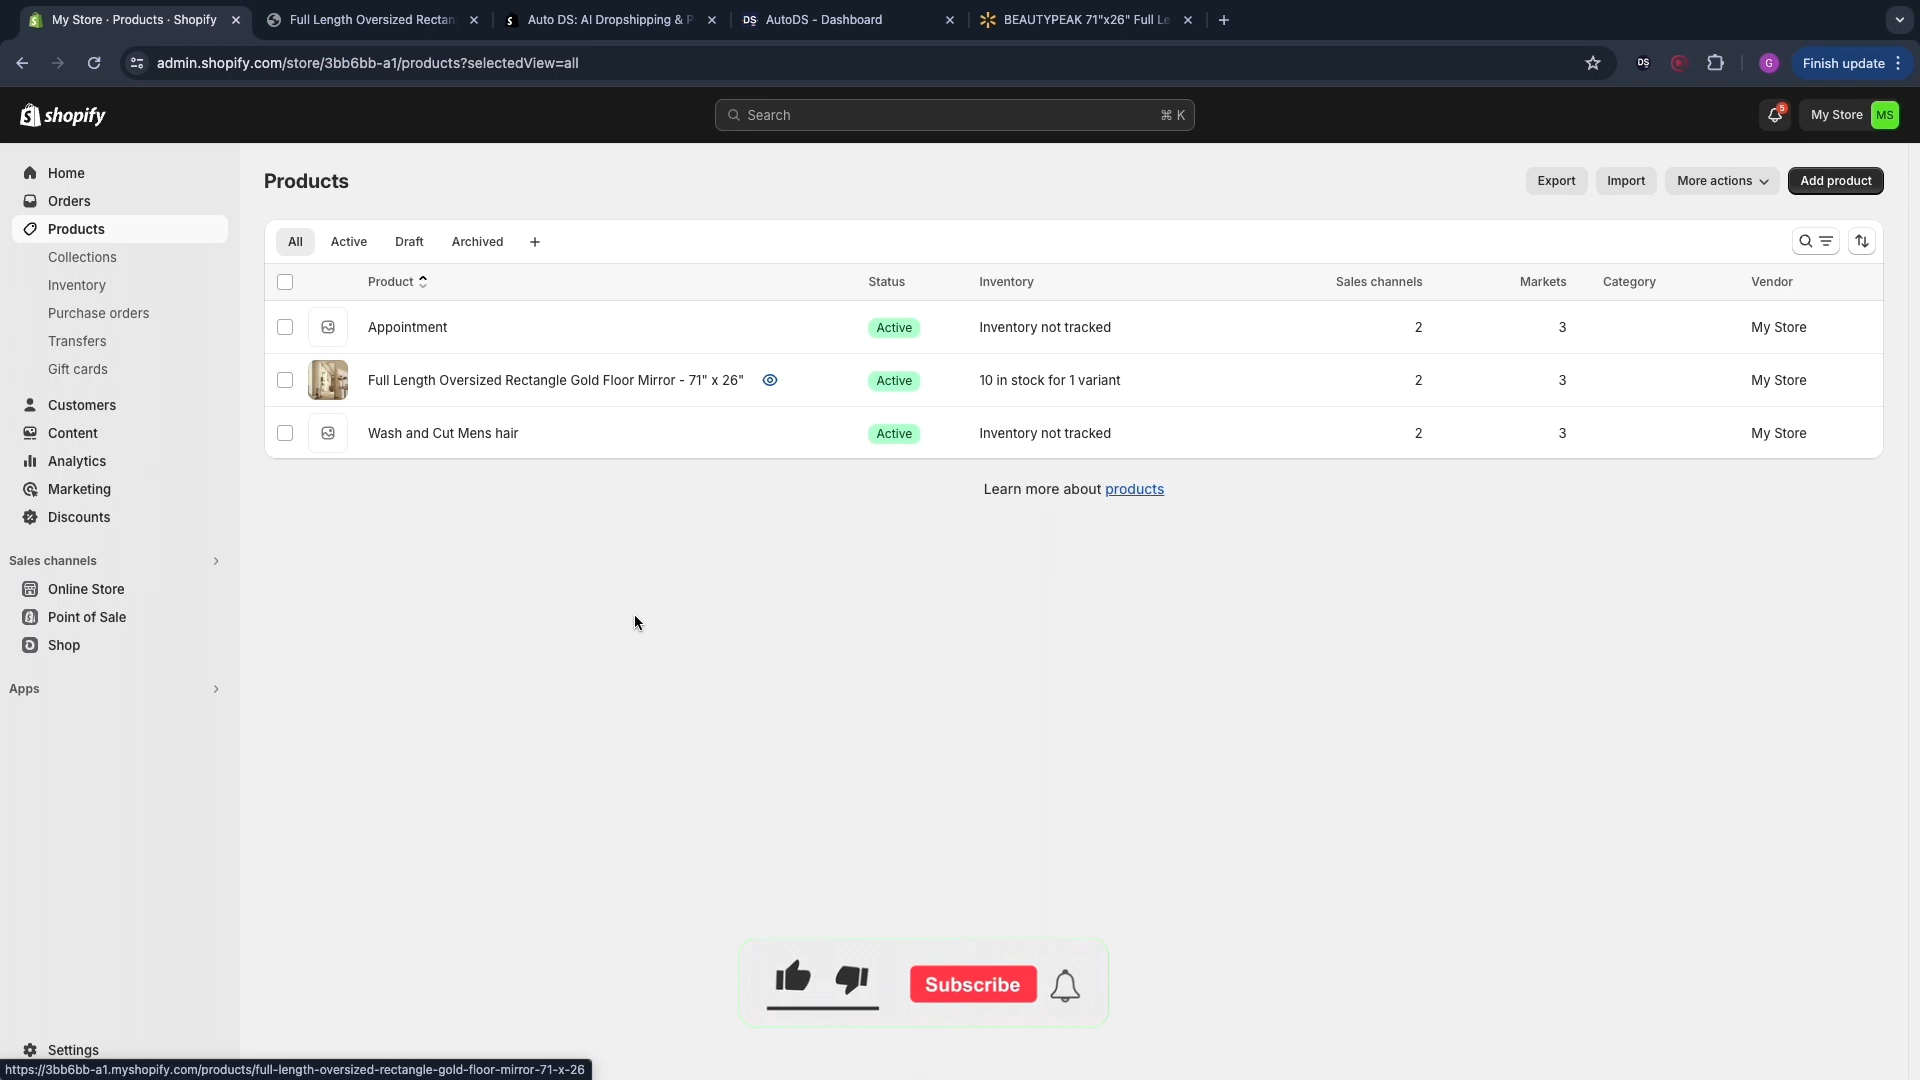 My Store · Products · Shopify
Full Length Oversized Rectan
Auto DS: AI Dropshipping & P
DS AutoDS - Dashboard
BEAUTYPEAK 71"x26" Full Le
admin.shopify.com/store/3bb6bb-a1/products?selectedView=all
DS
G
Finish update
shopify
Search
⌘ K
5
My Store
MS
Home
Orders
Products
Collections
Inventory
Purchase orders
Transfers
Gift cards
Customers
Content
Analytics
Marketing
Discounts
Sales channels
Online Store
Point of Sale
Shop
Apps
Settings
Products
Export
Import
More actions
Add product
All
Active
Draft
Archived
+
Product
Status
Inventory
Sales channels
Markets
Category
Vendor
Appointment
Active
Inventory not tracked
2
3
My Store
Full Length Oversized Rectangle Gold Floor Mirror - 71" x 26"
Active
10 in stock for 1 variant
2
3
My Store
Wash and Cut Mens hair
Active
Inventory not tracked
2
3
My Store
Learn more about products
Subscribe
https://3bb6bb-a1.myshopify.com/products/full-length-oversized-rectangle-gold-floor-mirror-71-x-26